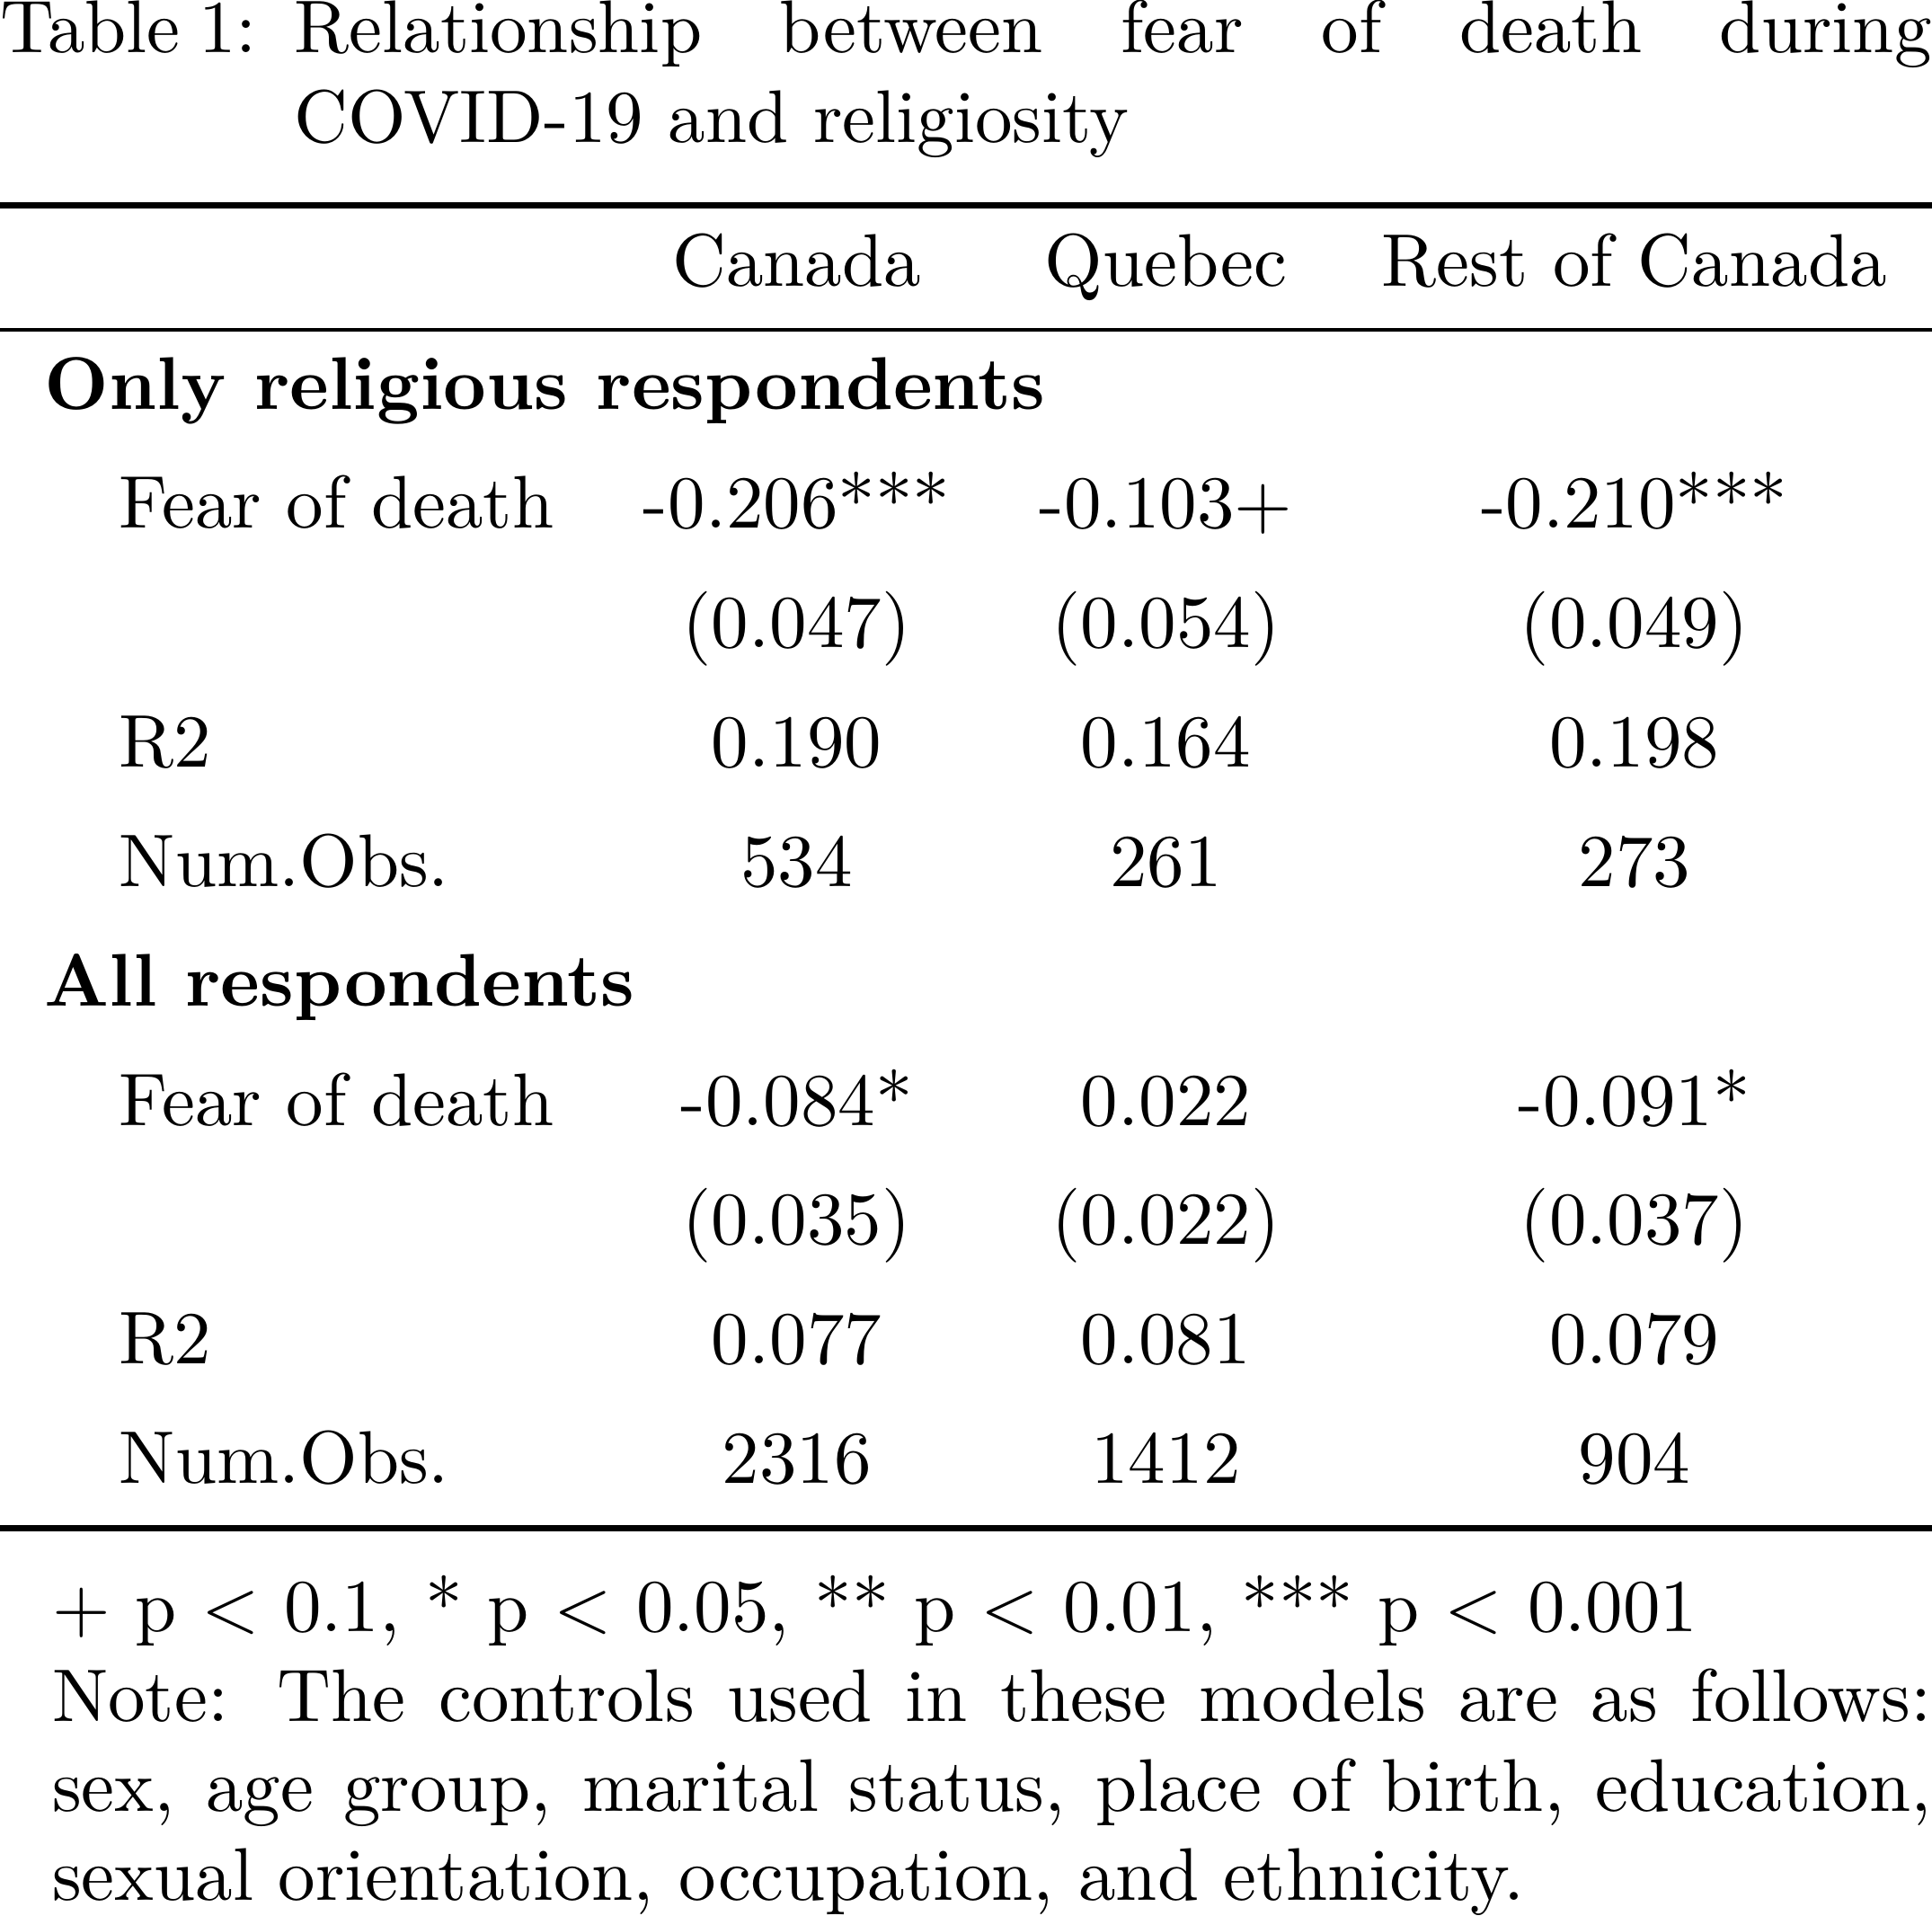 Table 1: Relationship between fear of death during
COVID-19 and religiosity
Canada Quebec Rest of Canada
Only religious respondents
Fear of death -0.206*** -0.103+ -0.210***
(0.047) (0.054) (0.049)
R2 0.190 0.164 0.198
Num.Obs. 534 261 273
All respondents
Fear of death -0.084* 0.022 -0.091*
(0.035) (0.022) (0.037)
R2 0.077 0.081 0.079
Num.Obs. 2316 1412 904
+ p < 0.1, * p < 0.05, ** p < 0.01, *** p < 0.001
Note: The controls used in these models are as follows:
sex, age group, marital status, place of birth, education,
sexual orientation, occupation, and ethnicity.